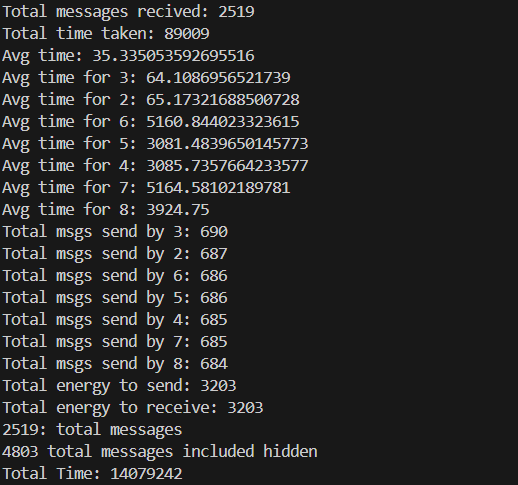 Total messages recived: 2519
Total time taken: 89009
Avg time: 35.335053592695516
Avg time for 3: 64.1086956521739
Avg time for 2: 65.17321688500728
Avg time for 6: 5160.844023323615
Avg time for 5: 3081.4839650145773
Avg time for 4: 3085.7357664233577
Avg time for 7: 5164.58102189781
Avg time for 8: 3924.75
Total msgs send by 3: 690
Total msgs send by 2: 687
Total msgs send by 6: 686
Total msgs send by 5: 686
Total msgs send by 4: 685
Total msgs send by 7: 685
Total msgs send by 8: 684
Total energy to send: 3203
Total energy to receive: 3203
2519: total messages
4803 total messages included hidden
Total Time: 14079242